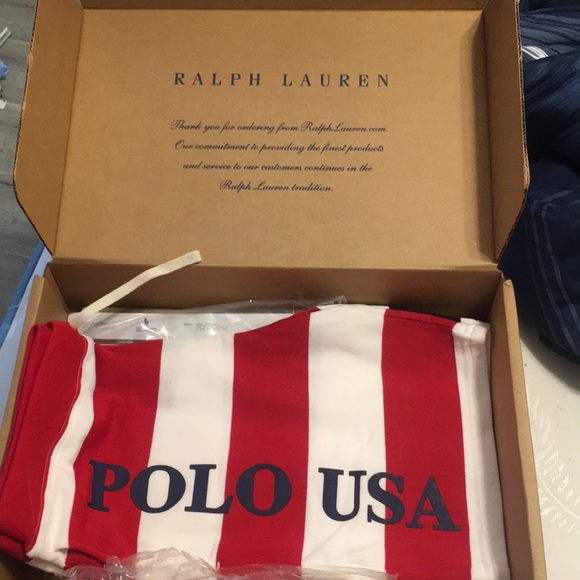 RALPH LAUREN
Thank you for ordering from RalphLauren.com.
Our commitment to providing the finest products
and service to our customers continues in the
Ralph Lauren tradition.
POLO USA